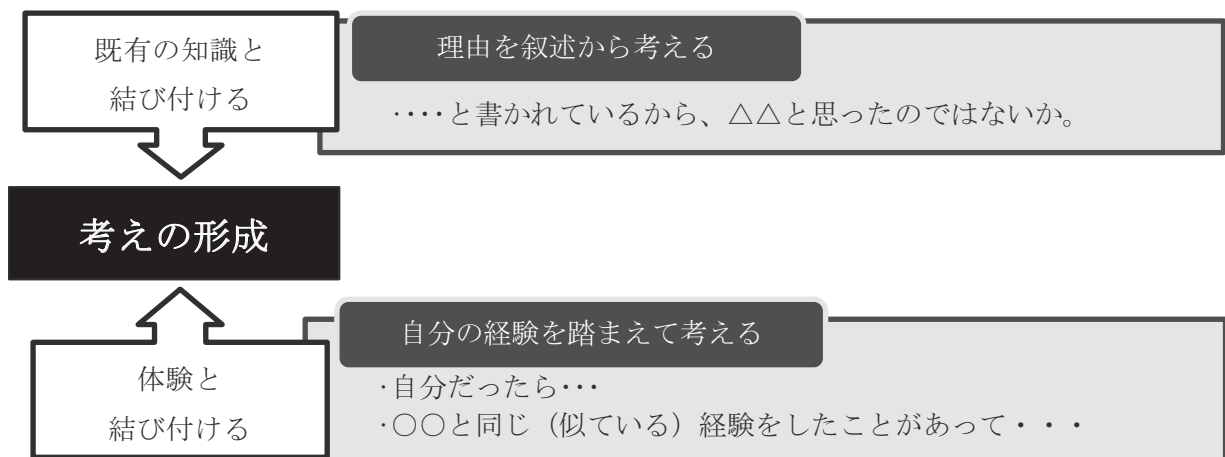 既有の知識と
結び付ける
理由を叙述から考える
････と書かれているから、△△と思ったのではないか。
考えの形成
体験と
結び付ける
自分の経験を踏まえて考える
･自分だったら･･･
･○○と同じ（似ている）経験をしたことがあって・・・